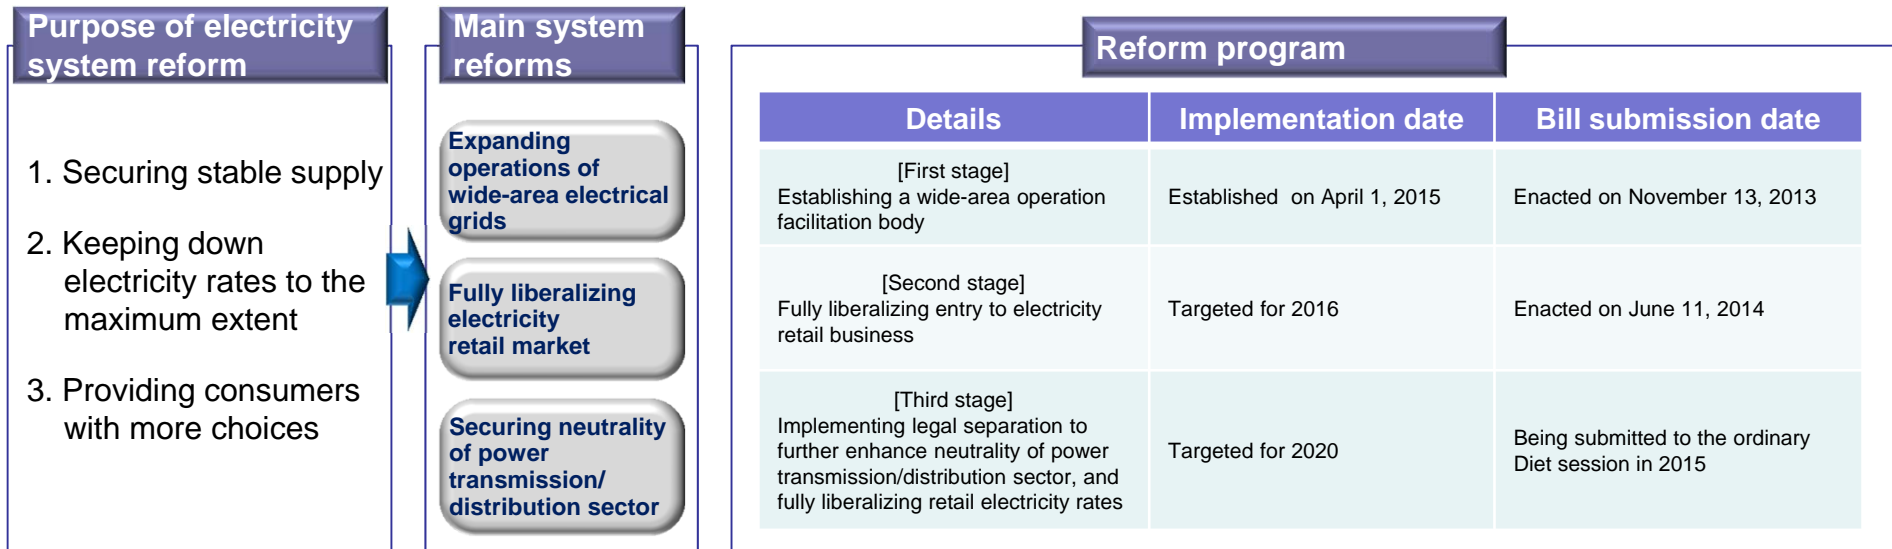 Purpose of electricity
system reform
1. Securing stable supply
2. Keeping down
electricity rates to the
maximum extent
3. Providing consumers
with more choices
Main system
reforms
Expanding
operations of
wide-area electrical
grids
Fully liberalizing
electricity
retail market
Securing neutrality
of power
transmission/
distribution sector
Reform program
Details
Implementation date
Bill submission date
[First stage]
Establishing a wide-area operation
facilitation body
Established on April 1, 2015
Enacted on November 13, 2013
[Second stage]
Fully liberalizing entry to electricity
retail business
Targeted for 2016
Enacted on June 11, 2014
[Third stage]
Implementing legal separation to
further enhance neutrality of power
transmission/distribution sector, and
fully liberalizing retail electricity rates
Targeted for 2020
Being submitted to the ordinary
Diet session in 2015